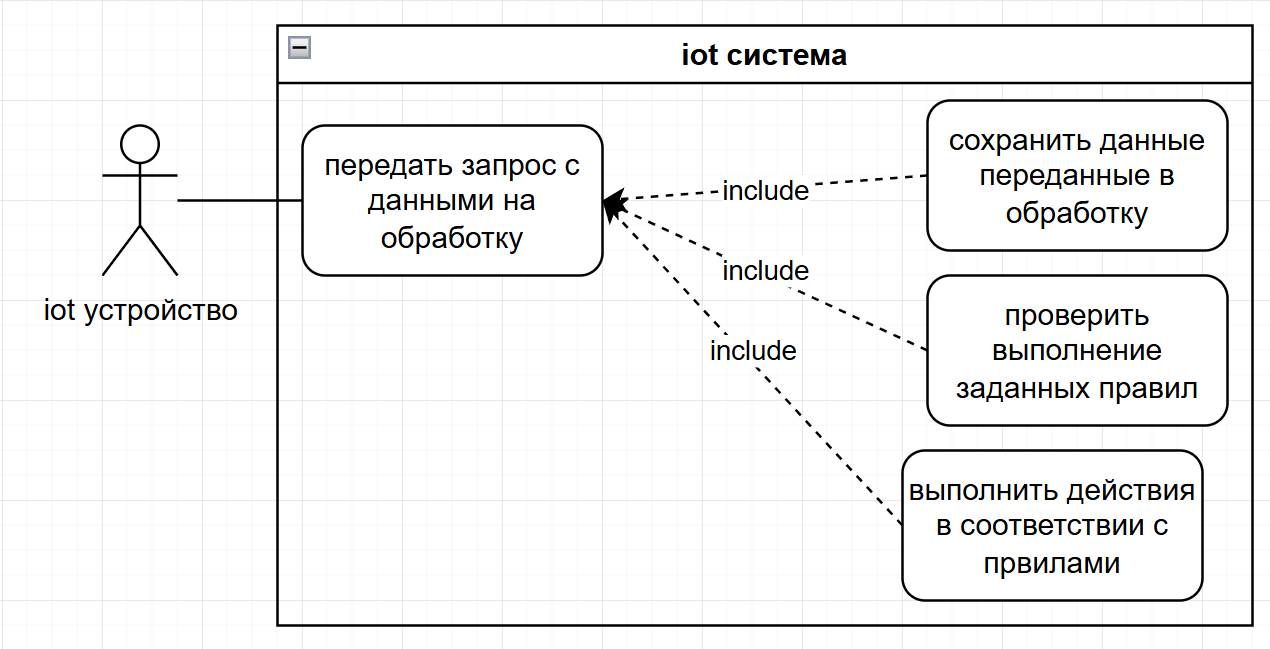 iot система
передать запрос с
данными на
обработку
iot устройство
include
include
include
сохранить данные
переданные в
обработку
проверить
выполнение
заданных правил
выполнить действия
в соответствии с
првилами